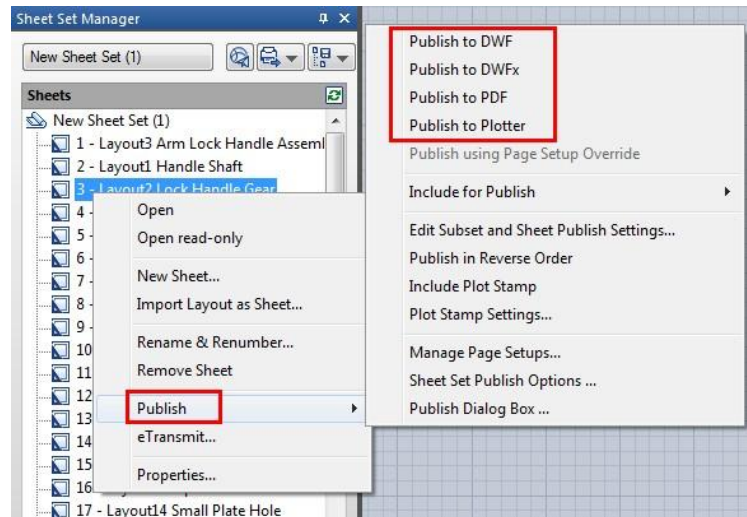 Sheet Set Manager
New Sheet Set (1)
Sheets
New Sheet Set (1)
1 - Layout3 Arm Lock Handle Assembl
2 - Layout1 Handle Shaft
3 - Layout2 Lock Handle Gear
4 -
5 -
6 -
7 -
8 -
9 -
10
11
12
13
14
15
16
17 - Layout14 Small Plate Hole
Open
Open read-only
New Sheet...
Import Layout as Sheet...
Rename & Renumber...
Remove Sheet
Publish
eTransmit...
Properties...
Publish to DWF
Publish to DWFx
Publish to PDF
Publish to Plotter
Publish using Page Setup Override
Include for Publish
Edit Subset and Sheet Publish Settings...
Publish in Reverse Order
Include Plot Stamp
Plot Stamp Settings...
Manage Page Setups...
Sheet Set Publish Options ...
Publish Dialog Box ...